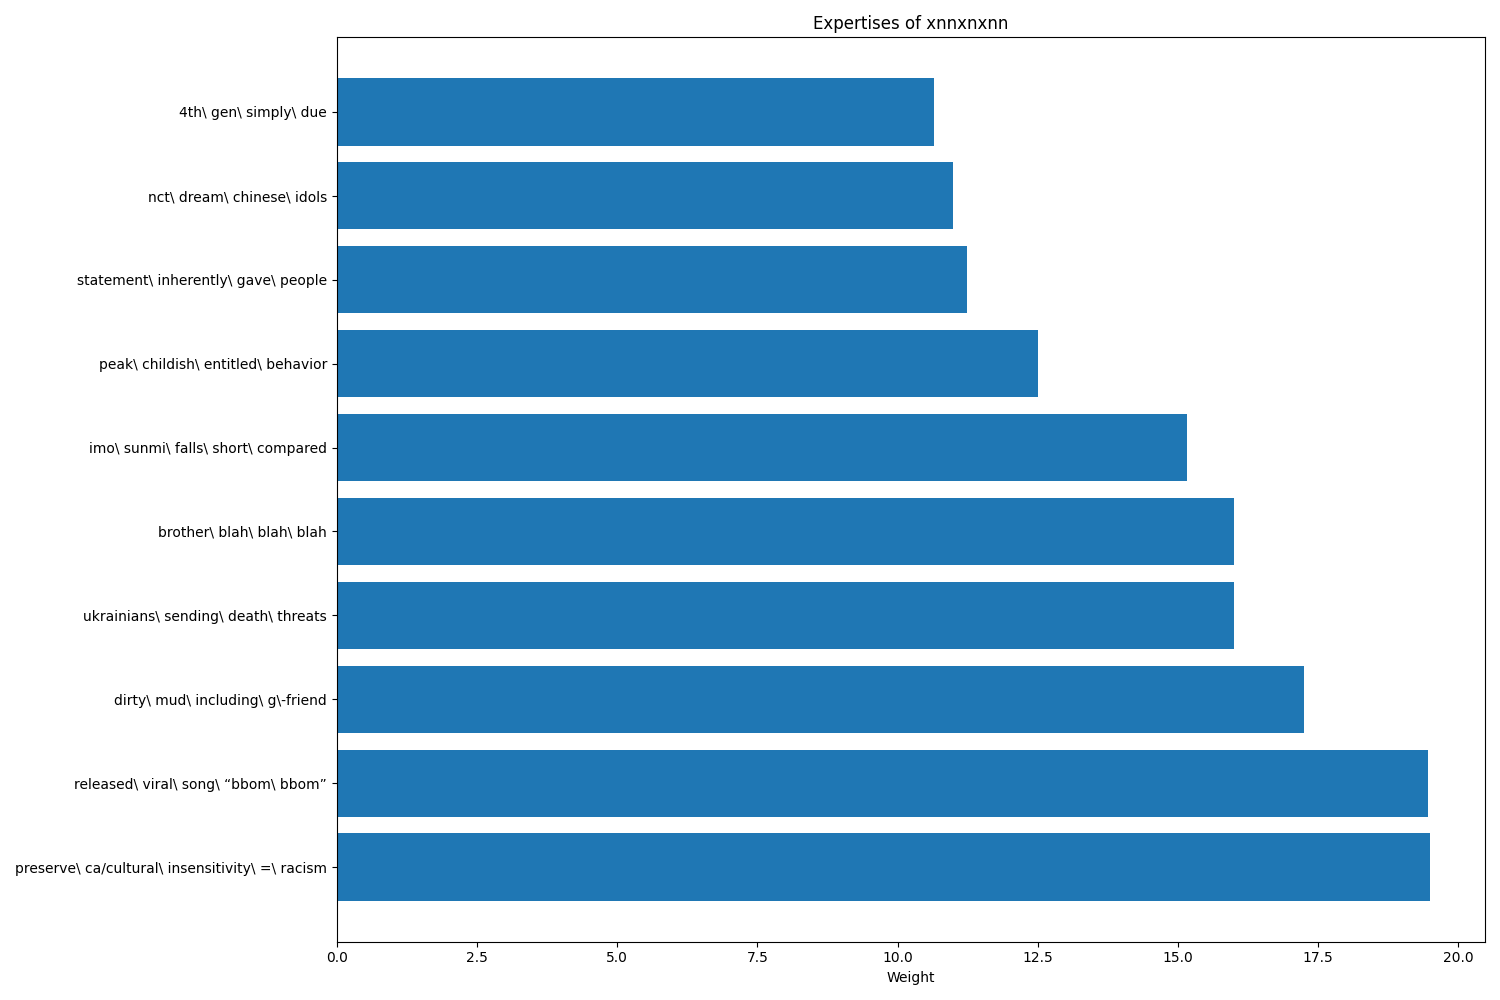 Expertises of xnnxnxnn
4th\ gen\ simply\ due
nct\ dream\ chinese\ idols
statement\ inherently\ gave\ people
peak\ childish\ entitled\ behavior
imo\ sunmi\ falls\ short\ compared
brother\ blah\ blah\ blah
ukrainians\ sending\ death\ threats
dirty\ mud\ including\ g\-friend
released\ viral\ song\ “bbom\ bbom”
preserve\ ca/cultural\ insensitivity\ =\ racism
0.0 2.5 5.0 7.5 10.0 12.5 15.0 17.5 20.0
Weight